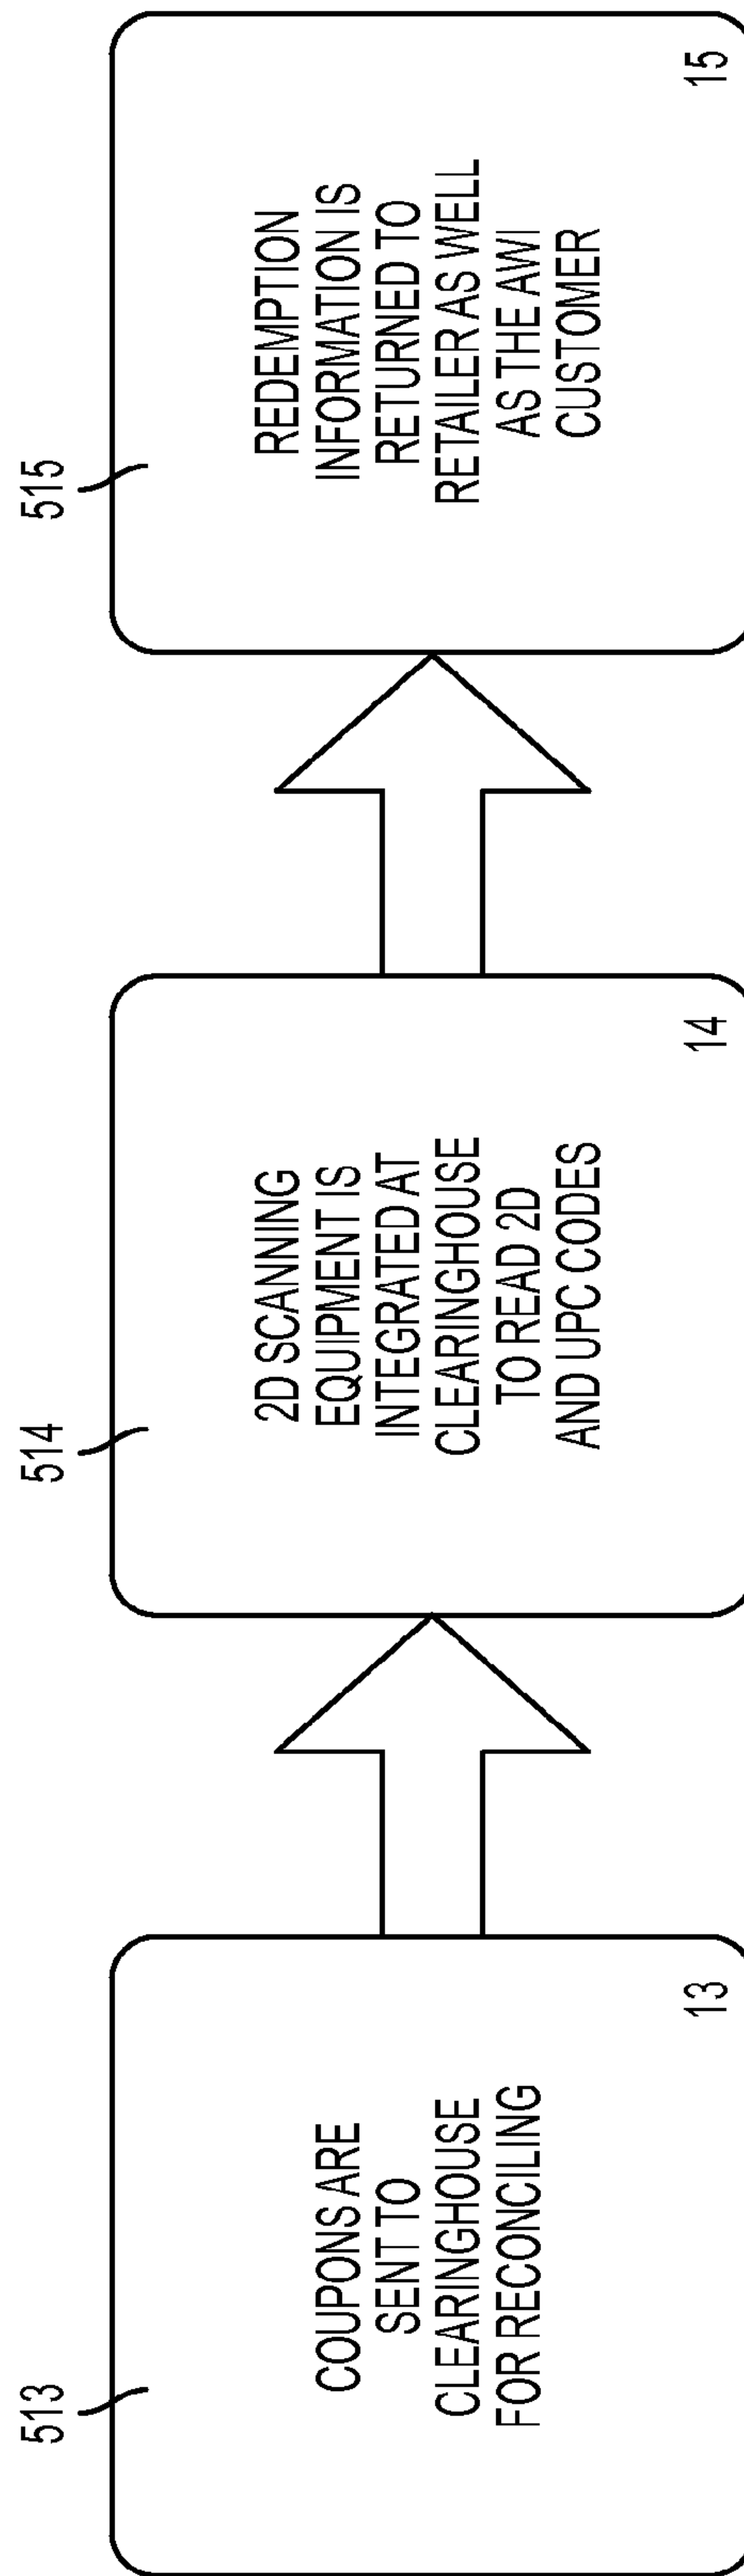 513
COUPONS ARE
SENT TO
CLEARINGHOUSE
FOR RECONCILING
13
514
2D SCANNING
EQUIPMENT IS
INTEGRATED AT
CLEARINGHOUSE
TO READ 2D
AND UPC CODES
14
515
REDEMPTION
INFORMATION IS
RETURNED TO
RETAILER AS WELL
AS THE AWI
CUSTOMER
15